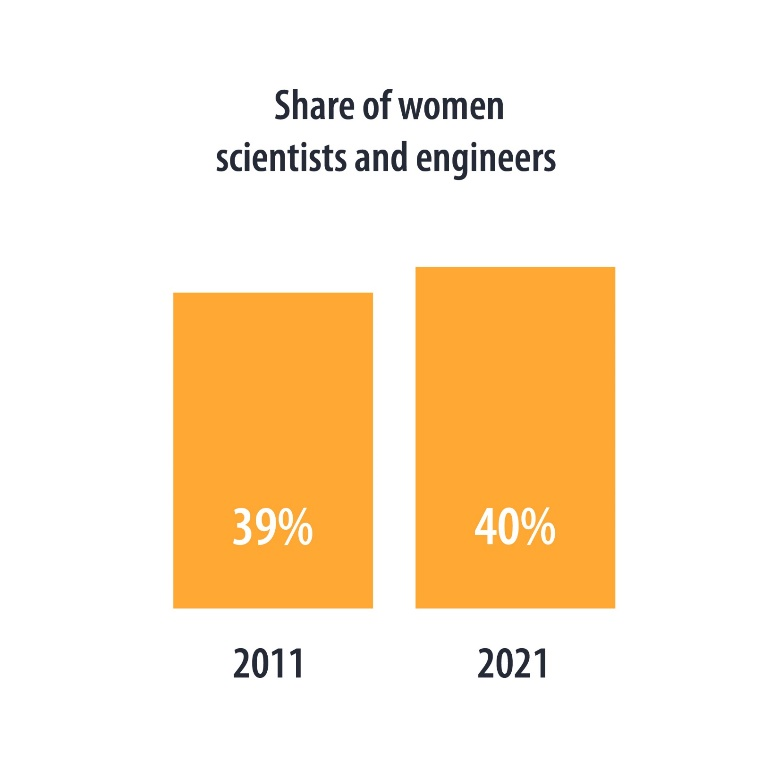 Share of women
scientists and engineers
39%
40%
2011
2021